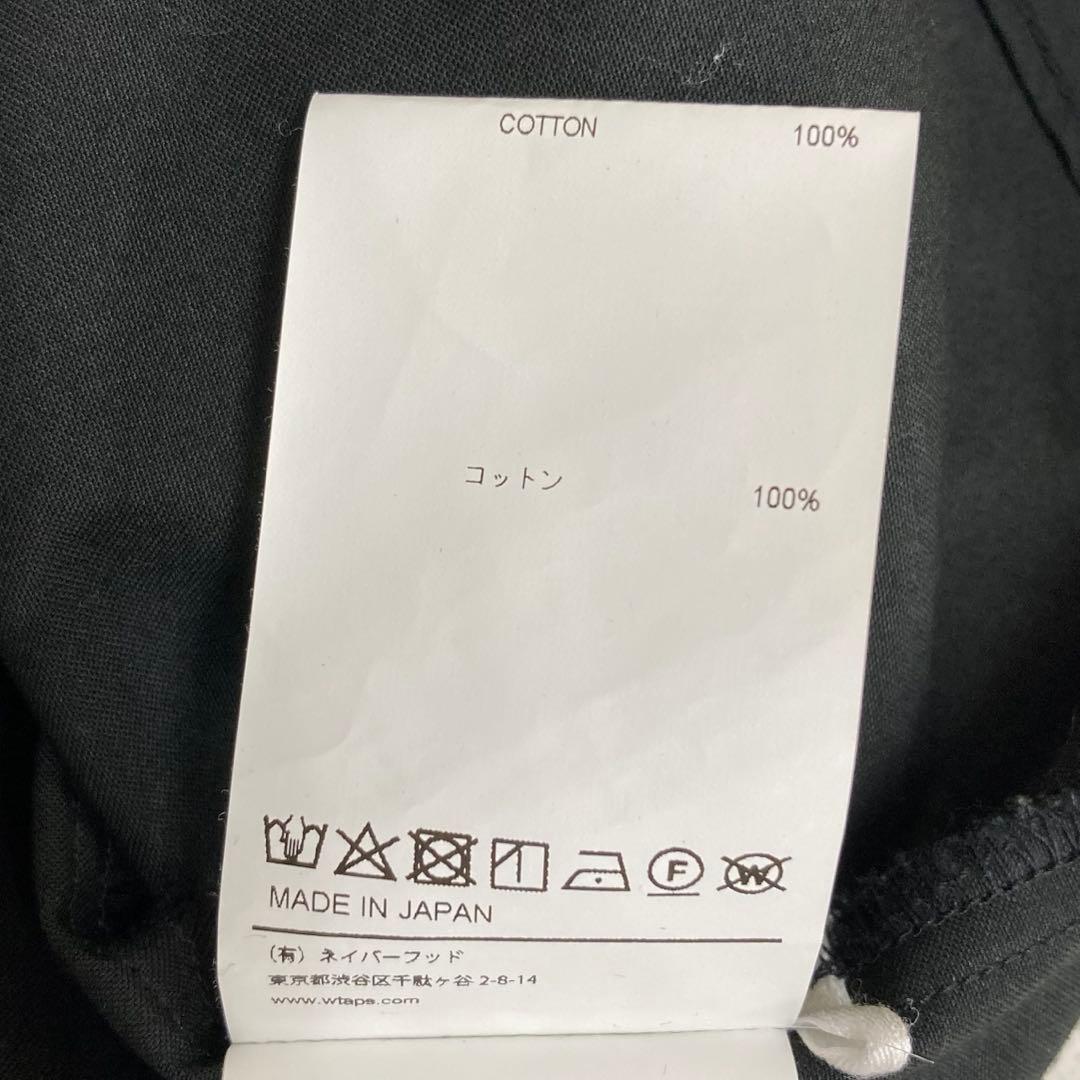 COTTON 100%
コットン 100%
F W
MADE IN JAPAN
(有) ネイバーフッド
東京都渋谷区千駄ヶ谷 2-8-14
www.wtaps.com